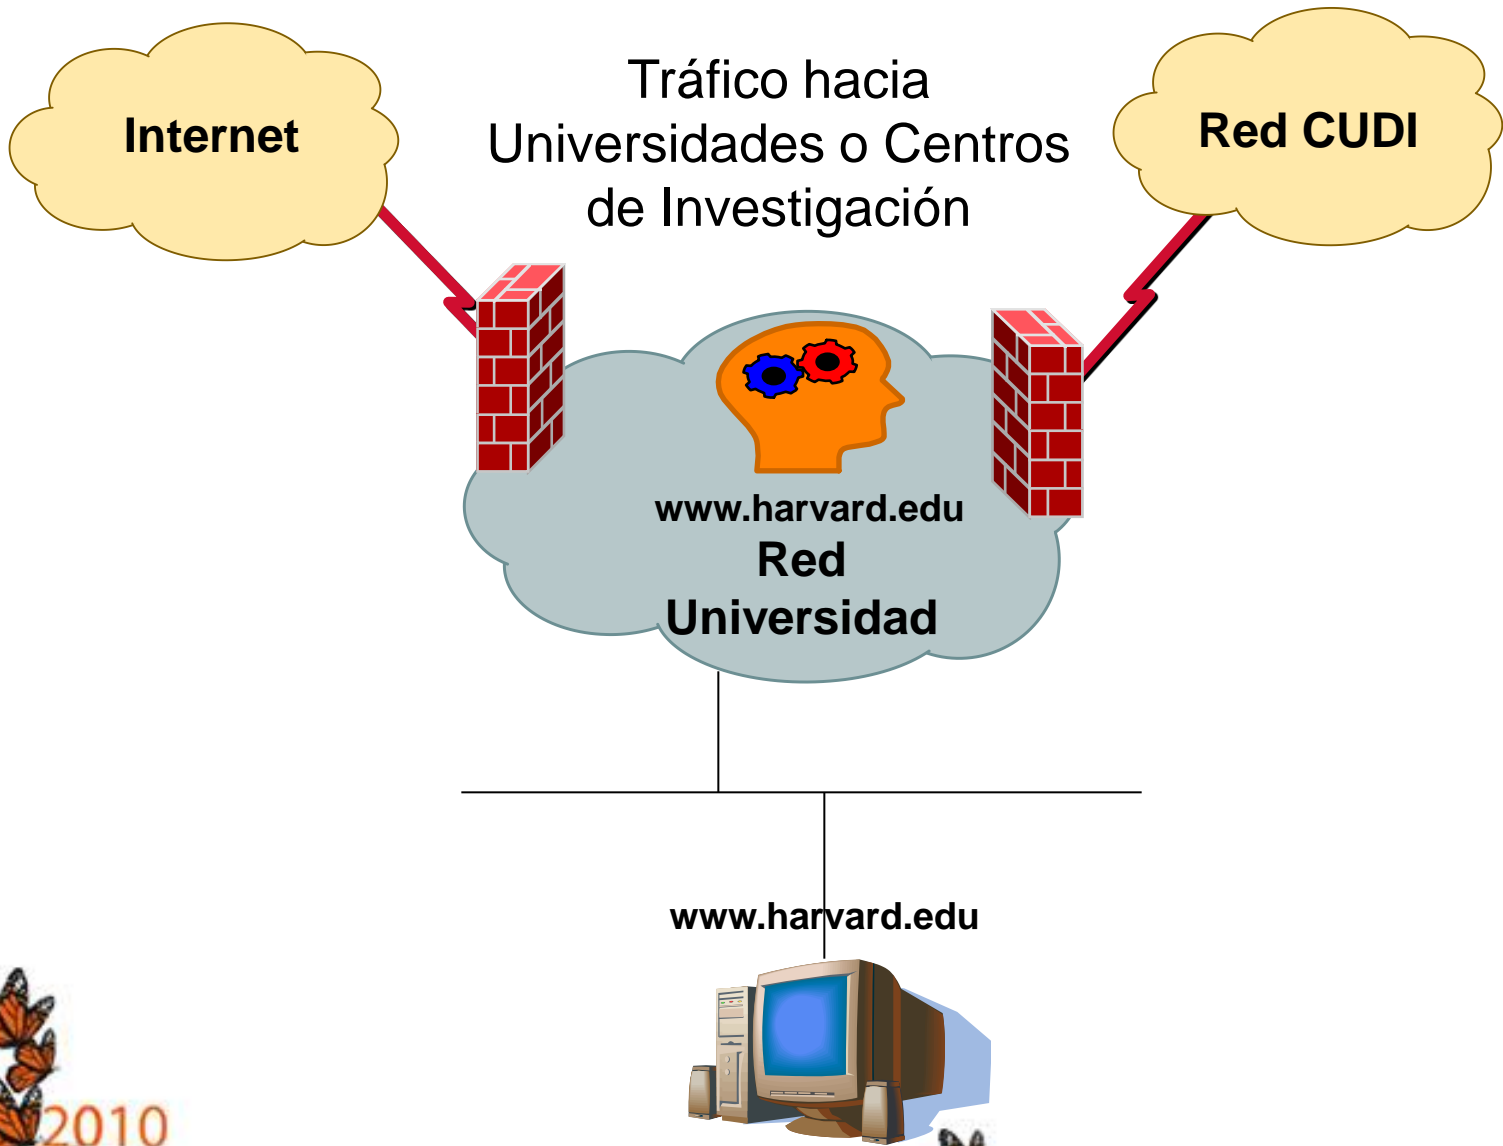 Internet
Tráfico hacia
Universidades o Centros
de Investigación
Red CUDI
www.harvard.edu
Red
Universidad
www.harvard.edu
2010